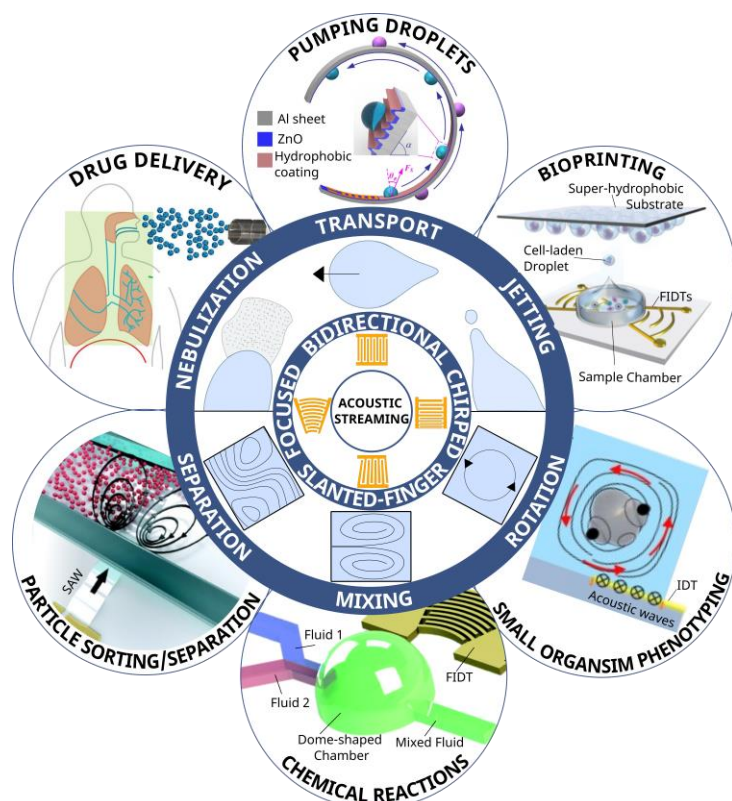 PUMPING DROPLETS
Al sheet
ZnO
Hydrophobic
coating
α
DRUG DELIVERY
BIOPRINTING
Super-hydrophobic
Substrate
Cell-laden
Droplet
FIDTs
Sample Chamber
TRANSPORT
NEBULIZATION
JETTING
FOCUSED
BIDIRECTIONAL
CHIRPED
ACOUSTIC
STREAMING
SLANTED-FINGER
SEPARATION
ROTATION
MIXING
SAW
PARTICLE SORTING/SEPARATION
IDT
Acoustic waves
SMALL ORGANSIM PHENOTYPING
Fluid 1
FIDT
Fluid 2
Dome-shaped
Chamber
Mixed Fluid
CHEMICAL REACTIONS